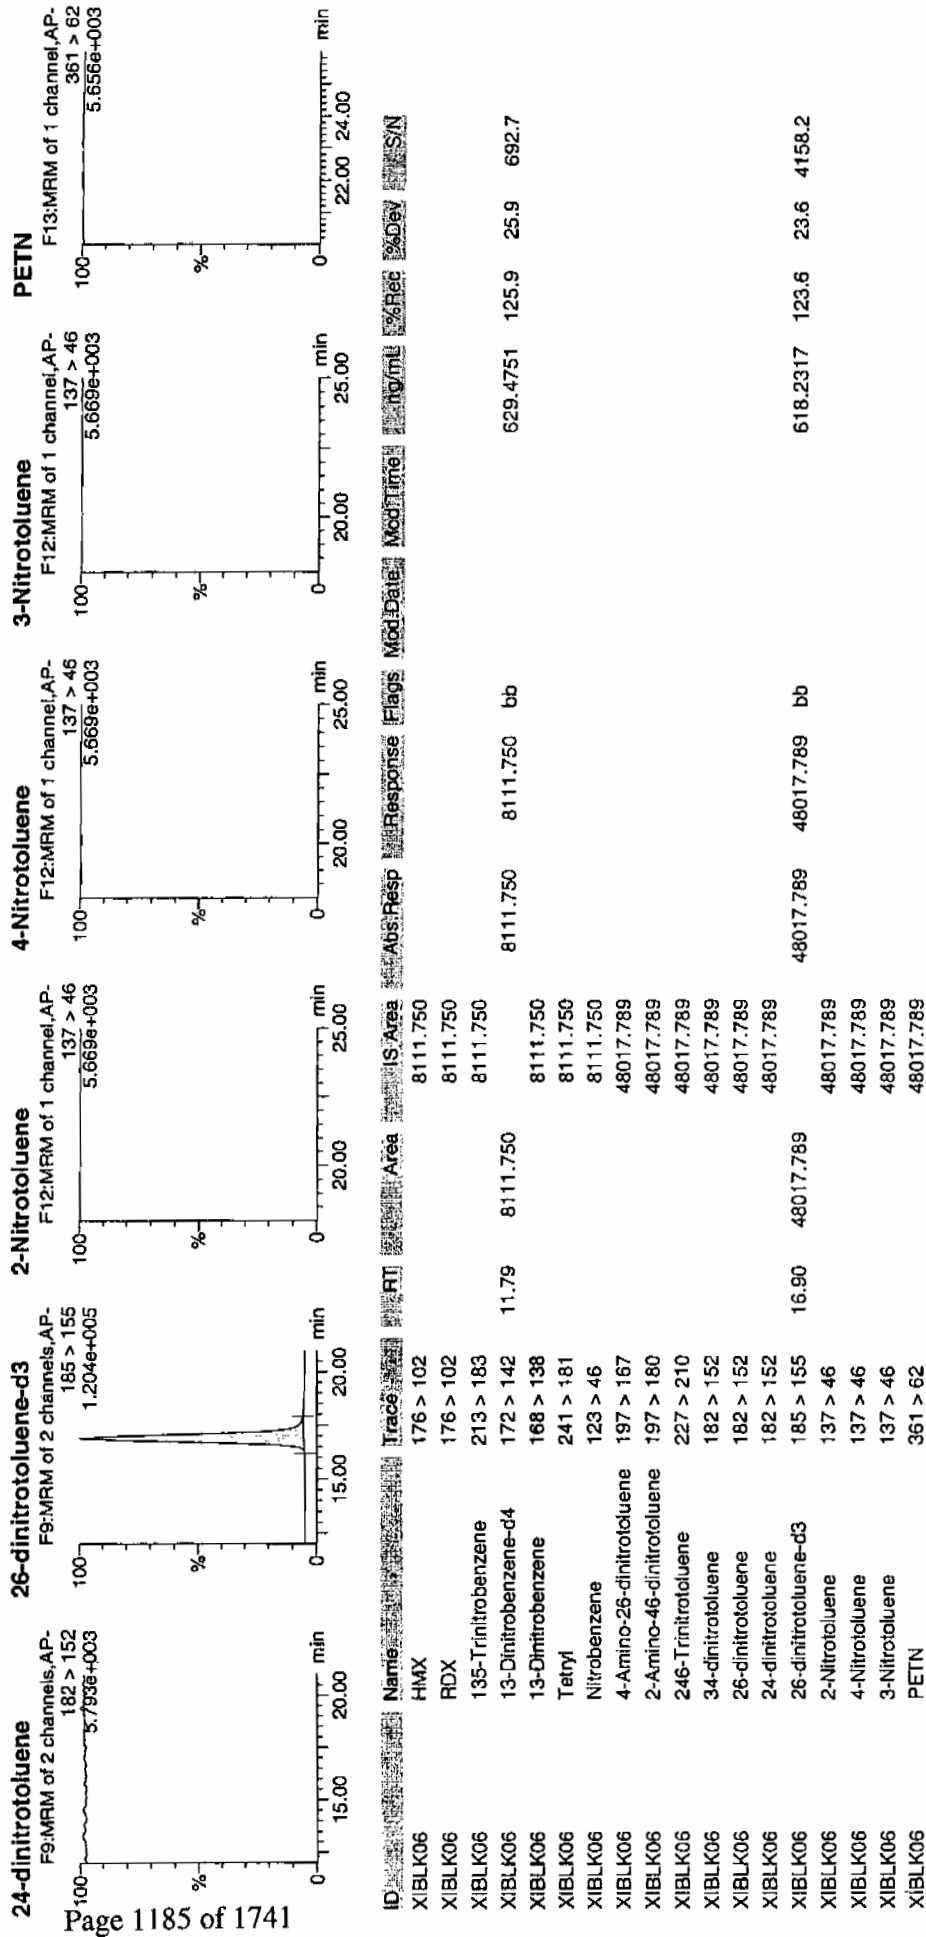 24-dinitrotoluene
F9:MRM of 2 channels,AP-
182 > 152
5.793e+003
100
%
0
15.00 20.00 min
26-dinitrotoluene-d3
F9:MRM of 2 channels,AP-
185 > 155
1.204e+005
100
%
0
15.00 20.00 min
2-Nitrotoluene
F12:MRM of 1 channel,AP-
137 > 46
5.669e+003
100
%
0
20.00 25.00 min
4-Nitrotoluene
F12:MRM of 1 channel,AP-
137 > 46
5.669e+003
100
%
0
20.00 25.00 min
3-Nitrotoluene
F12:MRM of 1 channel,AP-
137 > 46
5.669e+003
100
%
0
20.00 25.00 min
PETN
F13:MRM of 1 channel,AP-
361 > 62
5.656e+003
100
%
0
22.00 24.00 min
ID Name Trace RT Area IS Area Abs.Resp Response Flags Mod.Date Mod.Time ng/mL %Rec %Dev S/N
XIBLK06 HMX 176 > 102 8111.750
XIBLK06 RDX 176 > 102 8111.750
XIBLK06 135-Trinitrobenzene 213 > 183 8111.750
XIBLK06 13-Dinitrobenzene-d4 172 > 142 11.79 8111.750 8111.750 8111.750 bb 629.4751 125.9 25.9 692.7
XIBLK06 13-Dinitrobenzene 168 > 138 8111.750
XIBLK06 Tetryl 241 > 181 8111.750
XIBLK06 Nitrobenzene 123 > 46 8111.750
XIBLK06 4-Amino-26-dinitrotoluene 197 > 167 48017.789
XIBLK06 2-Amino-46-dinitrotoluene 197 > 180 48017.789
XIBLK06 246-Trinitrotoluene 227 > 210 48017.789
XIBLK06 34-dinitrotoluene 182 > 152 48017.789
XIBLK06 26-dinitrotoluene 182 > 152 48017.789
XIBLK06 24-dinitrotoluene 182 > 152 48017.789
XIBLK06 26-dinitrotoluene-d3 185 > 155 16.90 48017.789 48017.789 48017.789 bb 618.2317 123.6 23.6 4158.2
XIBLK06 2-Nitrotoluene 137 > 46 48017.789
XIBLK06 4-Nitrotoluene 137 > 46 48017.789
XIBLK06 3-Nitrotoluene 137 > 46 48017.789
XIBLK06 PETN 361 > 62 48017.789
Page 1185 of 1741